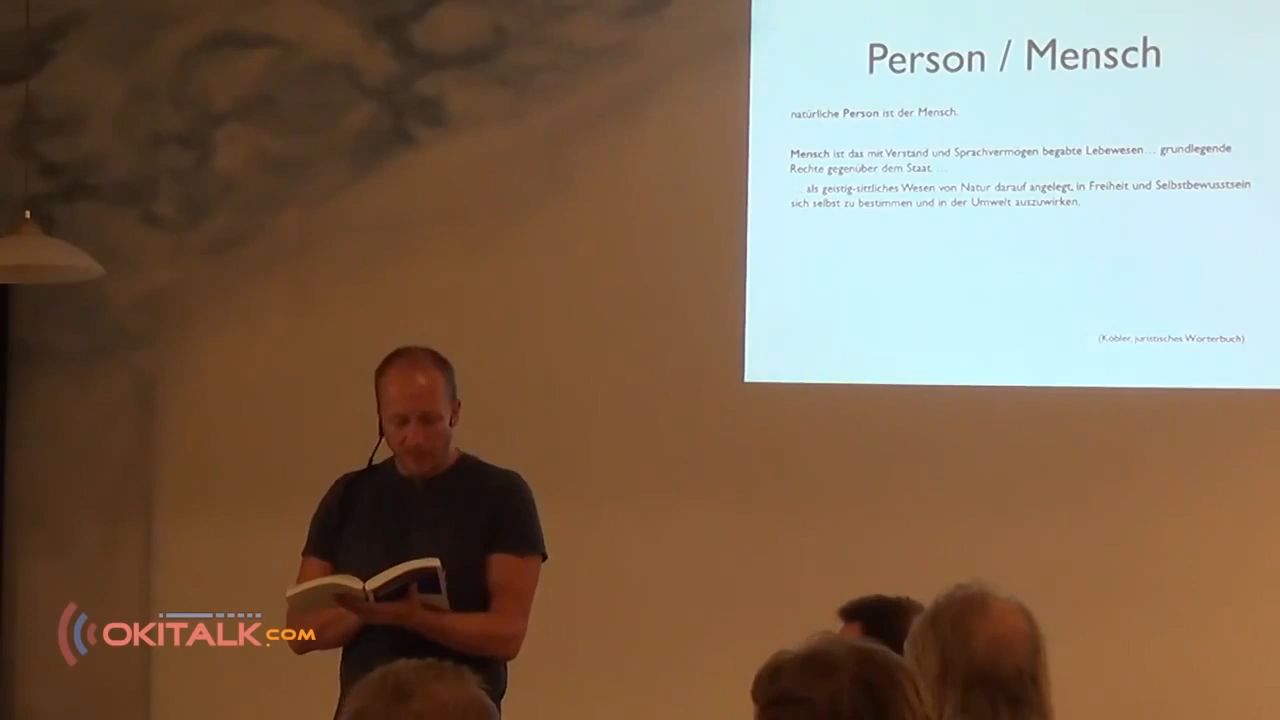 Person / Mensch
natürliche Person ist der Mensch.
Mensch ist das mit Verstand und Sprachvermögen begabte Lebewesen... grundlegende
Rechte gegenüber dem Staat. ...
... als geistig-sittliches Wesen von Natur darauf angelegt, in Freiheit und Selbstbewusstsein
sich selbst zu bestimmen und in der Umwelt auszuwirken.
(Köbler, juristisches Wörterbuch)
OKITALK.COM